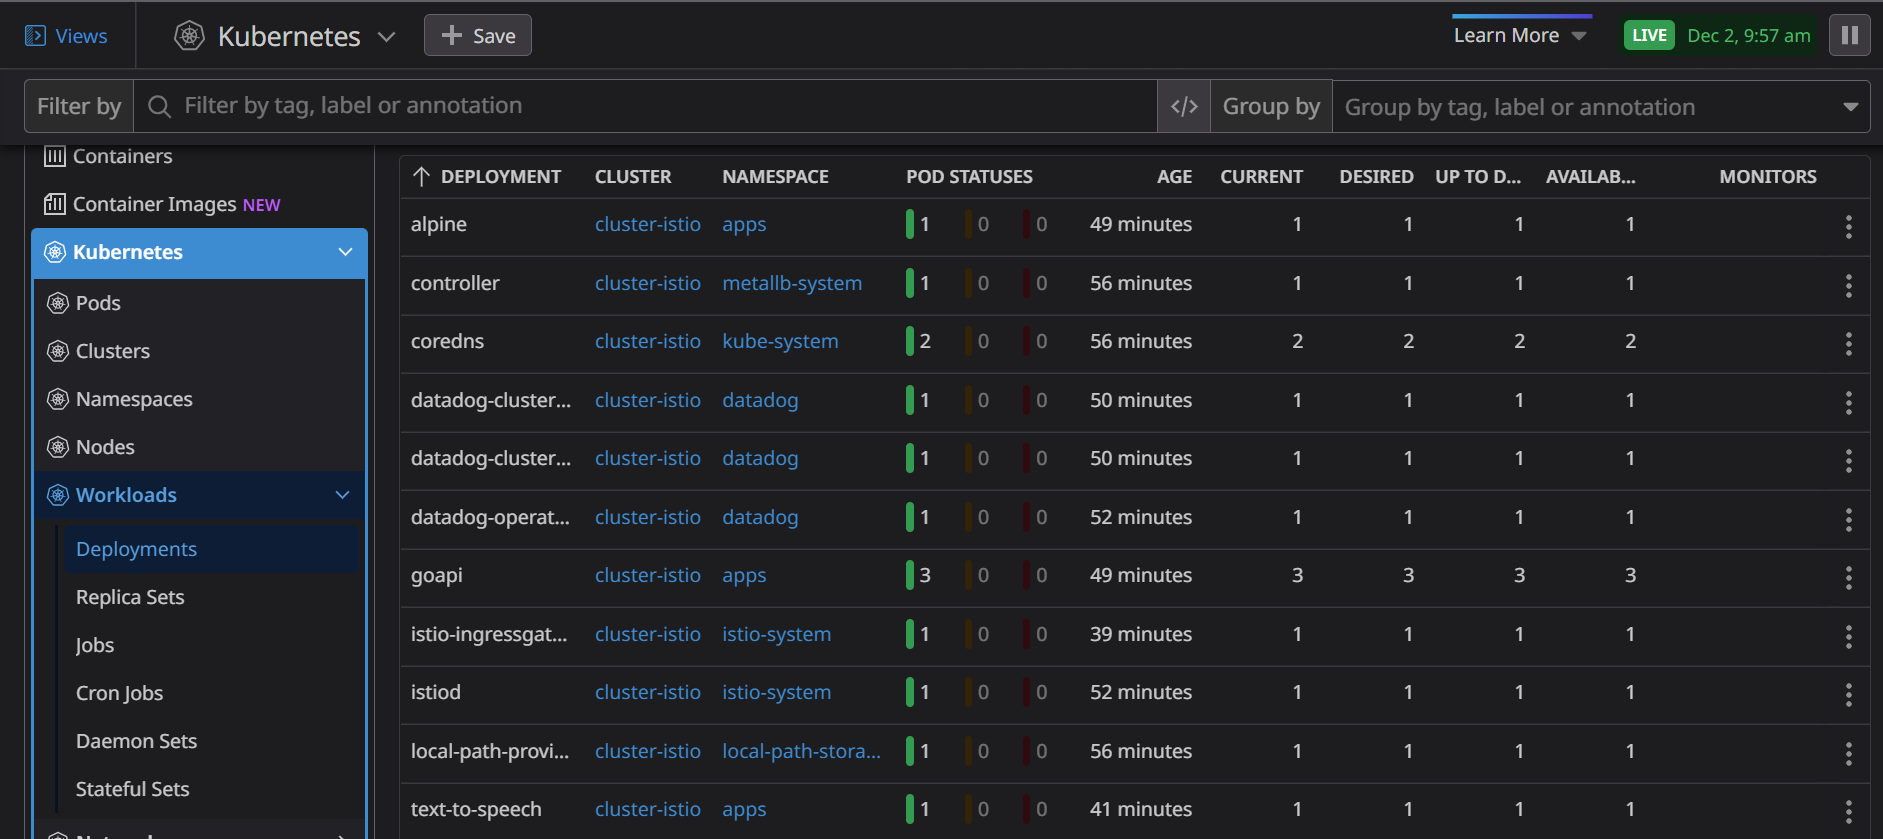 Views
Kubernetes
Save
Learn More
LIVE Dec 2, 9:57 am
Filter by
Filter by tag, label or annotation
</>
Group by
Group by tag, label or annotation
Containers
Container Images NEW
Kubernetes
Pods
Clusters
Namespaces
Nodes
Workloads
Deployments
Replica Sets
Jobs
Cron Jobs
Daemon Sets
Stateful Sets
DEPLOYMENT CLUSTER NAMESPACE POD STATUSES AGE CURRENT DESIRED UP TO D... AVAILAB... MONITORS
alpine cluster-istio apps 1 0 0 49 minutes 1 1 1 1
controller cluster-istio metallb-system 1 0 0 56 minutes 1 1 1 1
coredns cluster-istio kube-system 2 0 0 56 minutes 2 2 2 2
datadog-cluster... cluster-istio datadog 1 0 0 50 minutes 1 1 1 1
datadog-cluster... cluster-istio datadog 1 0 0 50 minutes 1 1 1 1
datadog-operat... cluster-istio datadog 1 0 0 52 minutes 1 1 1 1
goapi cluster-istio apps 3 0 0 49 minutes 3 3 3 3
istio-ingressgat... cluster-istio istio-system 1 0 0 39 minutes 1 1 1 1
istiod cluster-istio istio-system 1 0 0 52 minutes 1 1 1 1
local-path-provi... cluster-istio local-path-stora... 1 0 0 56 minutes 1 1 1 1
text-to-speech cluster-istio apps 1 0 0 41 minutes 1 1 1 1